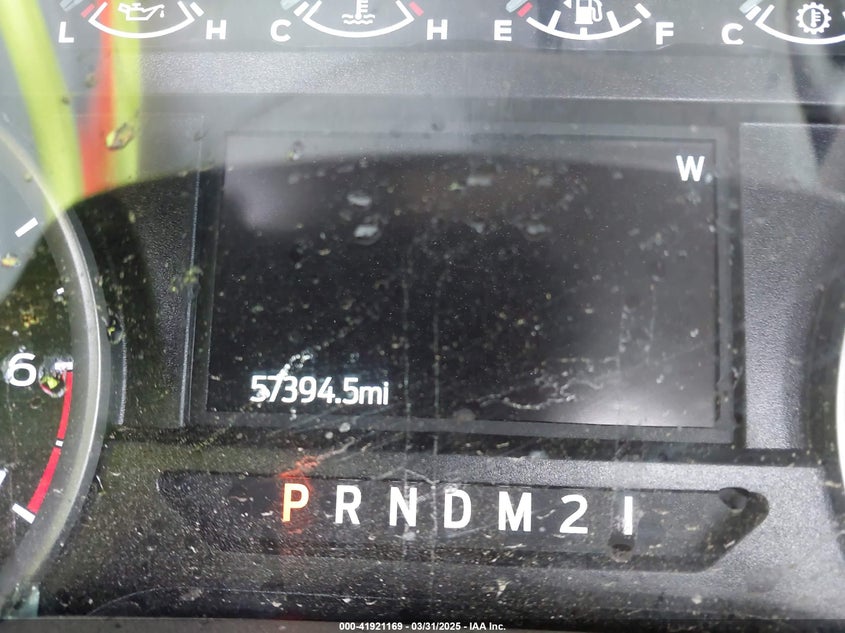 L H C H E F C
W
6
57394.5mi
P R N D M 2 1
000-41921169 - 03/31/2025 - IAA Inc.